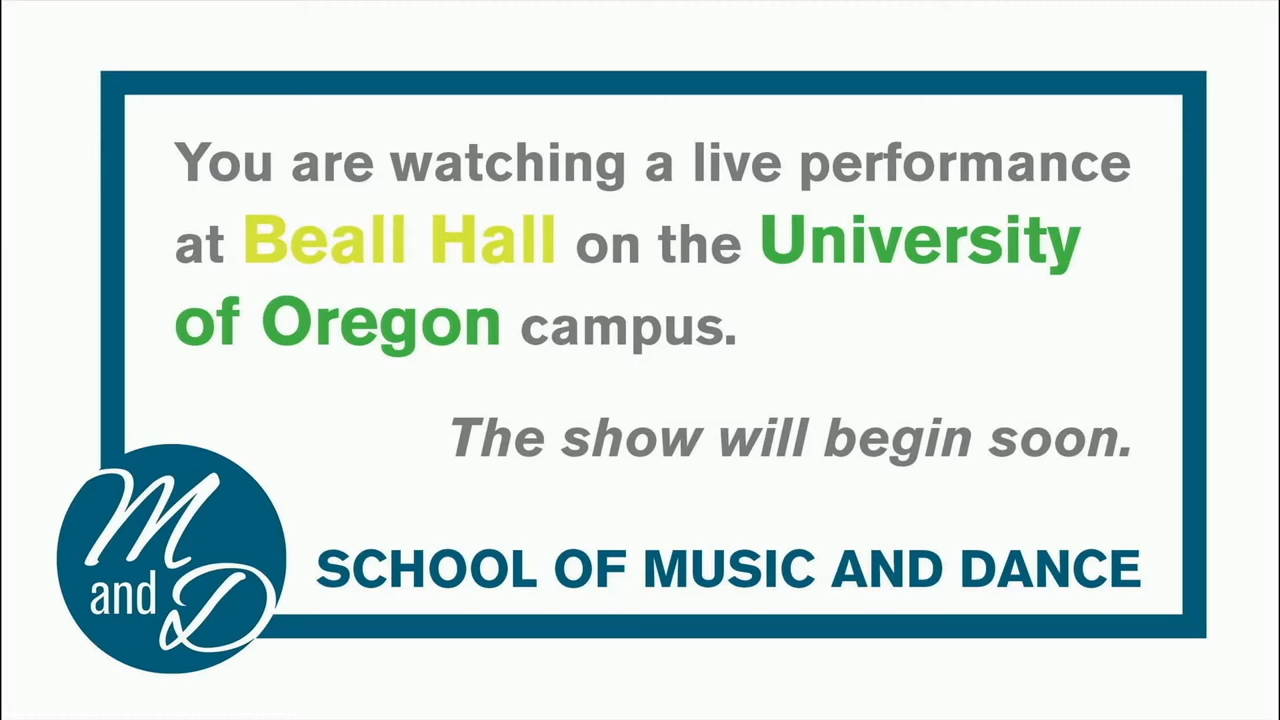 You are watching a live performance
at Beall Hall on the University
of Oregon campus.
The show will begin soon.
M
and
D
SCHOOL OF MUSIC AND DANCE